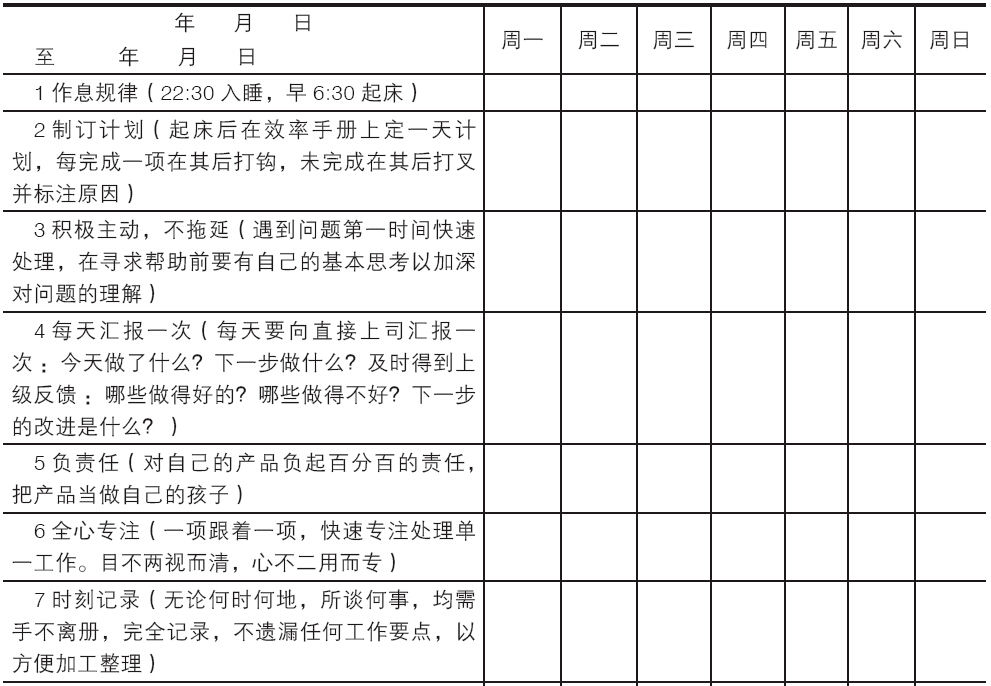 年 月 日
至 年 月 日
周一 周二 周三 周四 周五 周六 周日
1 作息规律（22:30 入睡，早 6:30 起床）
2 制订计划（起床后在效率手册上定一天计
划，每完成一项在其后打钩，未完成在其后打叉
并标注原因）
3 积极主动，不拖延（遇到问题第一时间快速
处理，在寻求帮助前要有自己的基本思考以加深
对问题的理解）
4 每天汇报一次（每天要向直接上司汇报一
次：今天做了什么？下一步做什么？及时得到上
级反馈：哪些做得好的？哪些做得不好？下一步
的改进是什么？）
5 负责任（对自己的产品负起百分百的责任，
把产品当做自己的孩子）
6 全心专注（一项跟着一项，快速专注处理单
一工作。目不两视而清，心不二用而专）
7 时刻记录（无论何时何地，所谈何事，均需
手不离册，完全记录，不遗漏任何工作要点，以
方便加工整理）